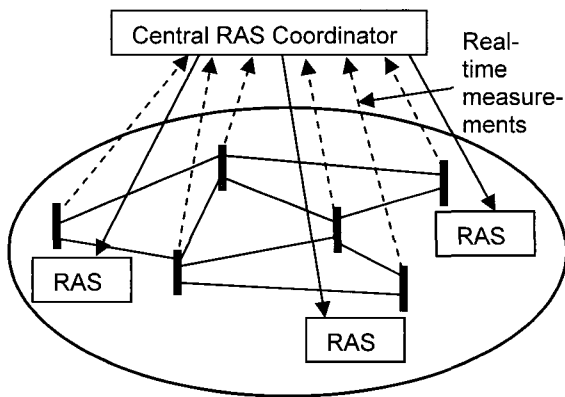 Central RAS Coordinator
Real-
time
measure-
ments
RAS
RAS
RAS